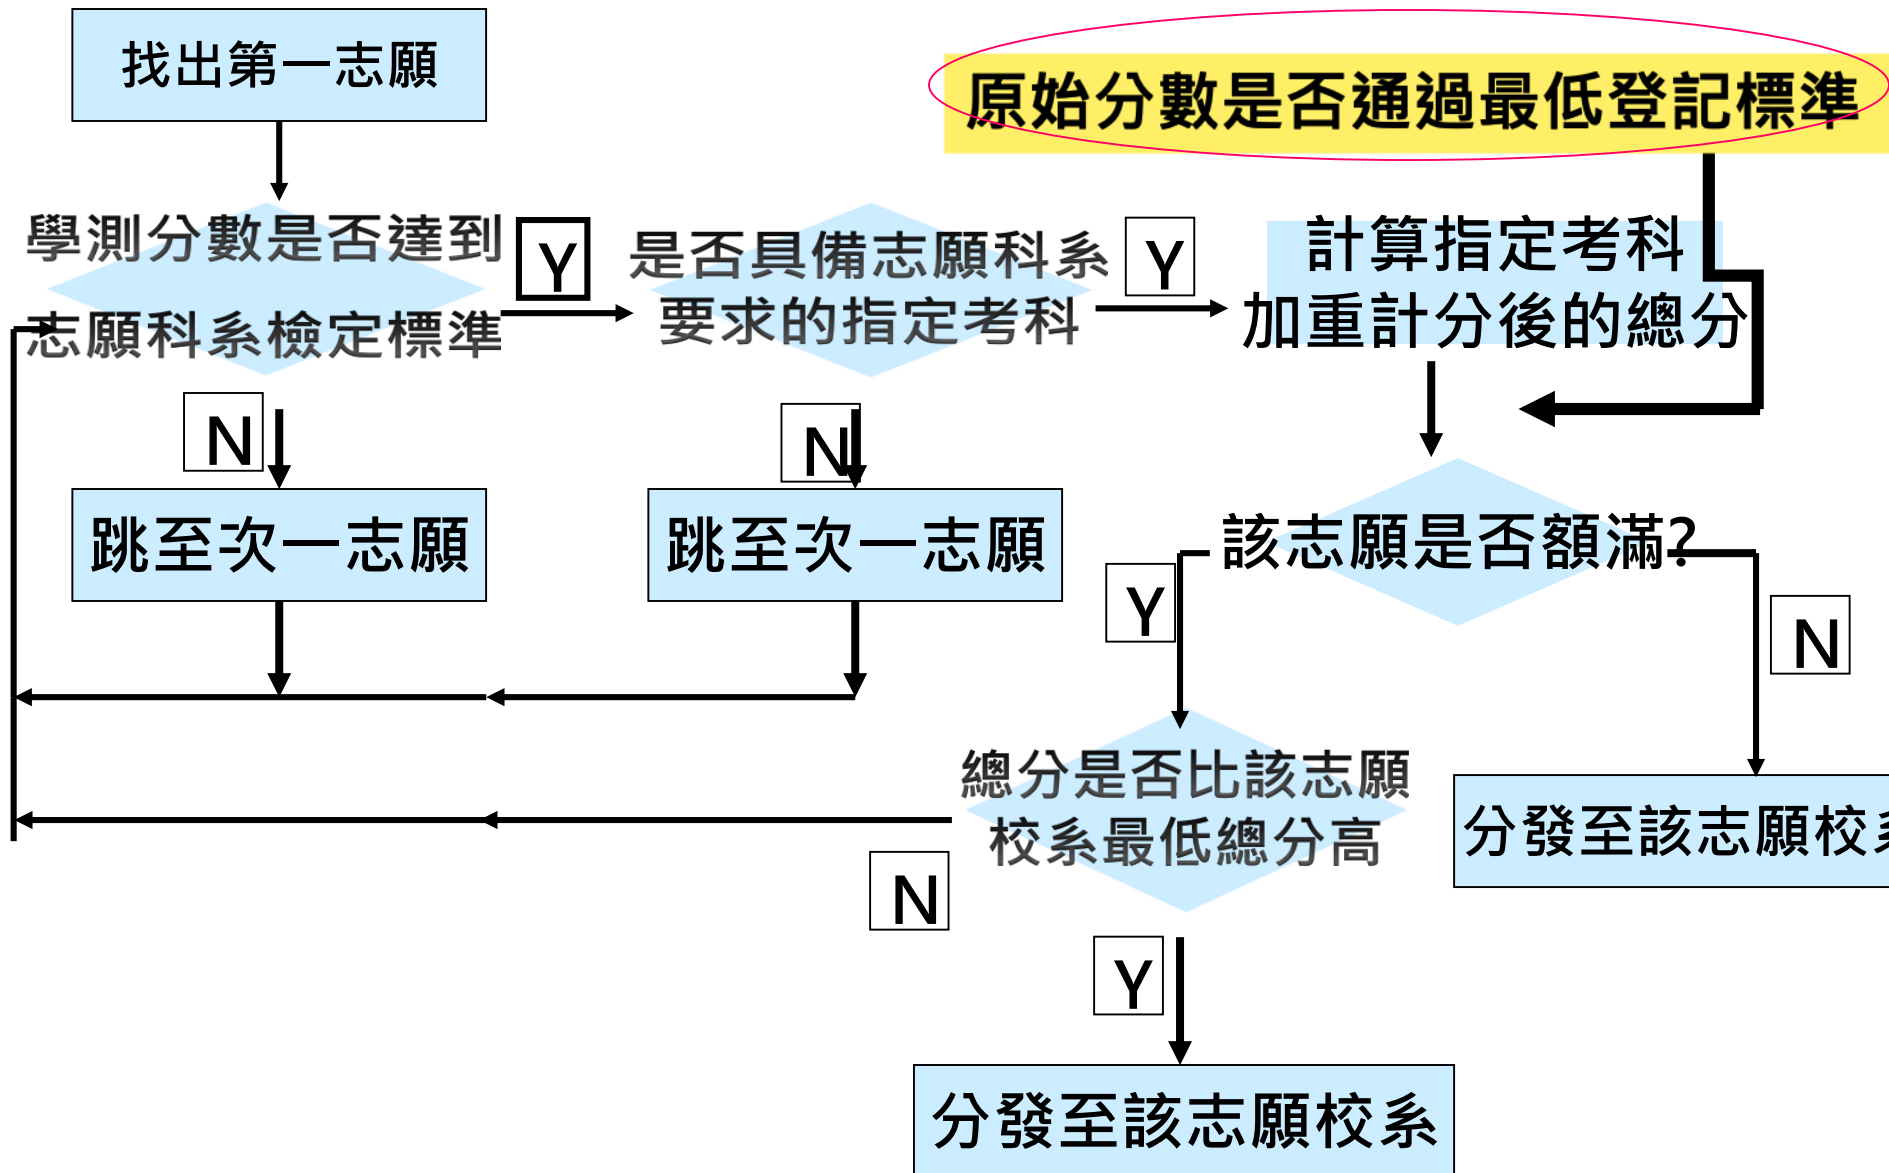 找出第一志願
原始分數是否通過最低登記標準
學測分數是否達到
志願科系檢定標準
Y
是否具備志願科系
要求的指定考科
Y
計算指定考科
加重計分後的總分
N
N
跳至次一志願
跳至次一志願
該志願是否額滿?
Y
N
總分是否比該志願
校系最低總分高
分發至該志願校系
N
Y
分發至該志願校系